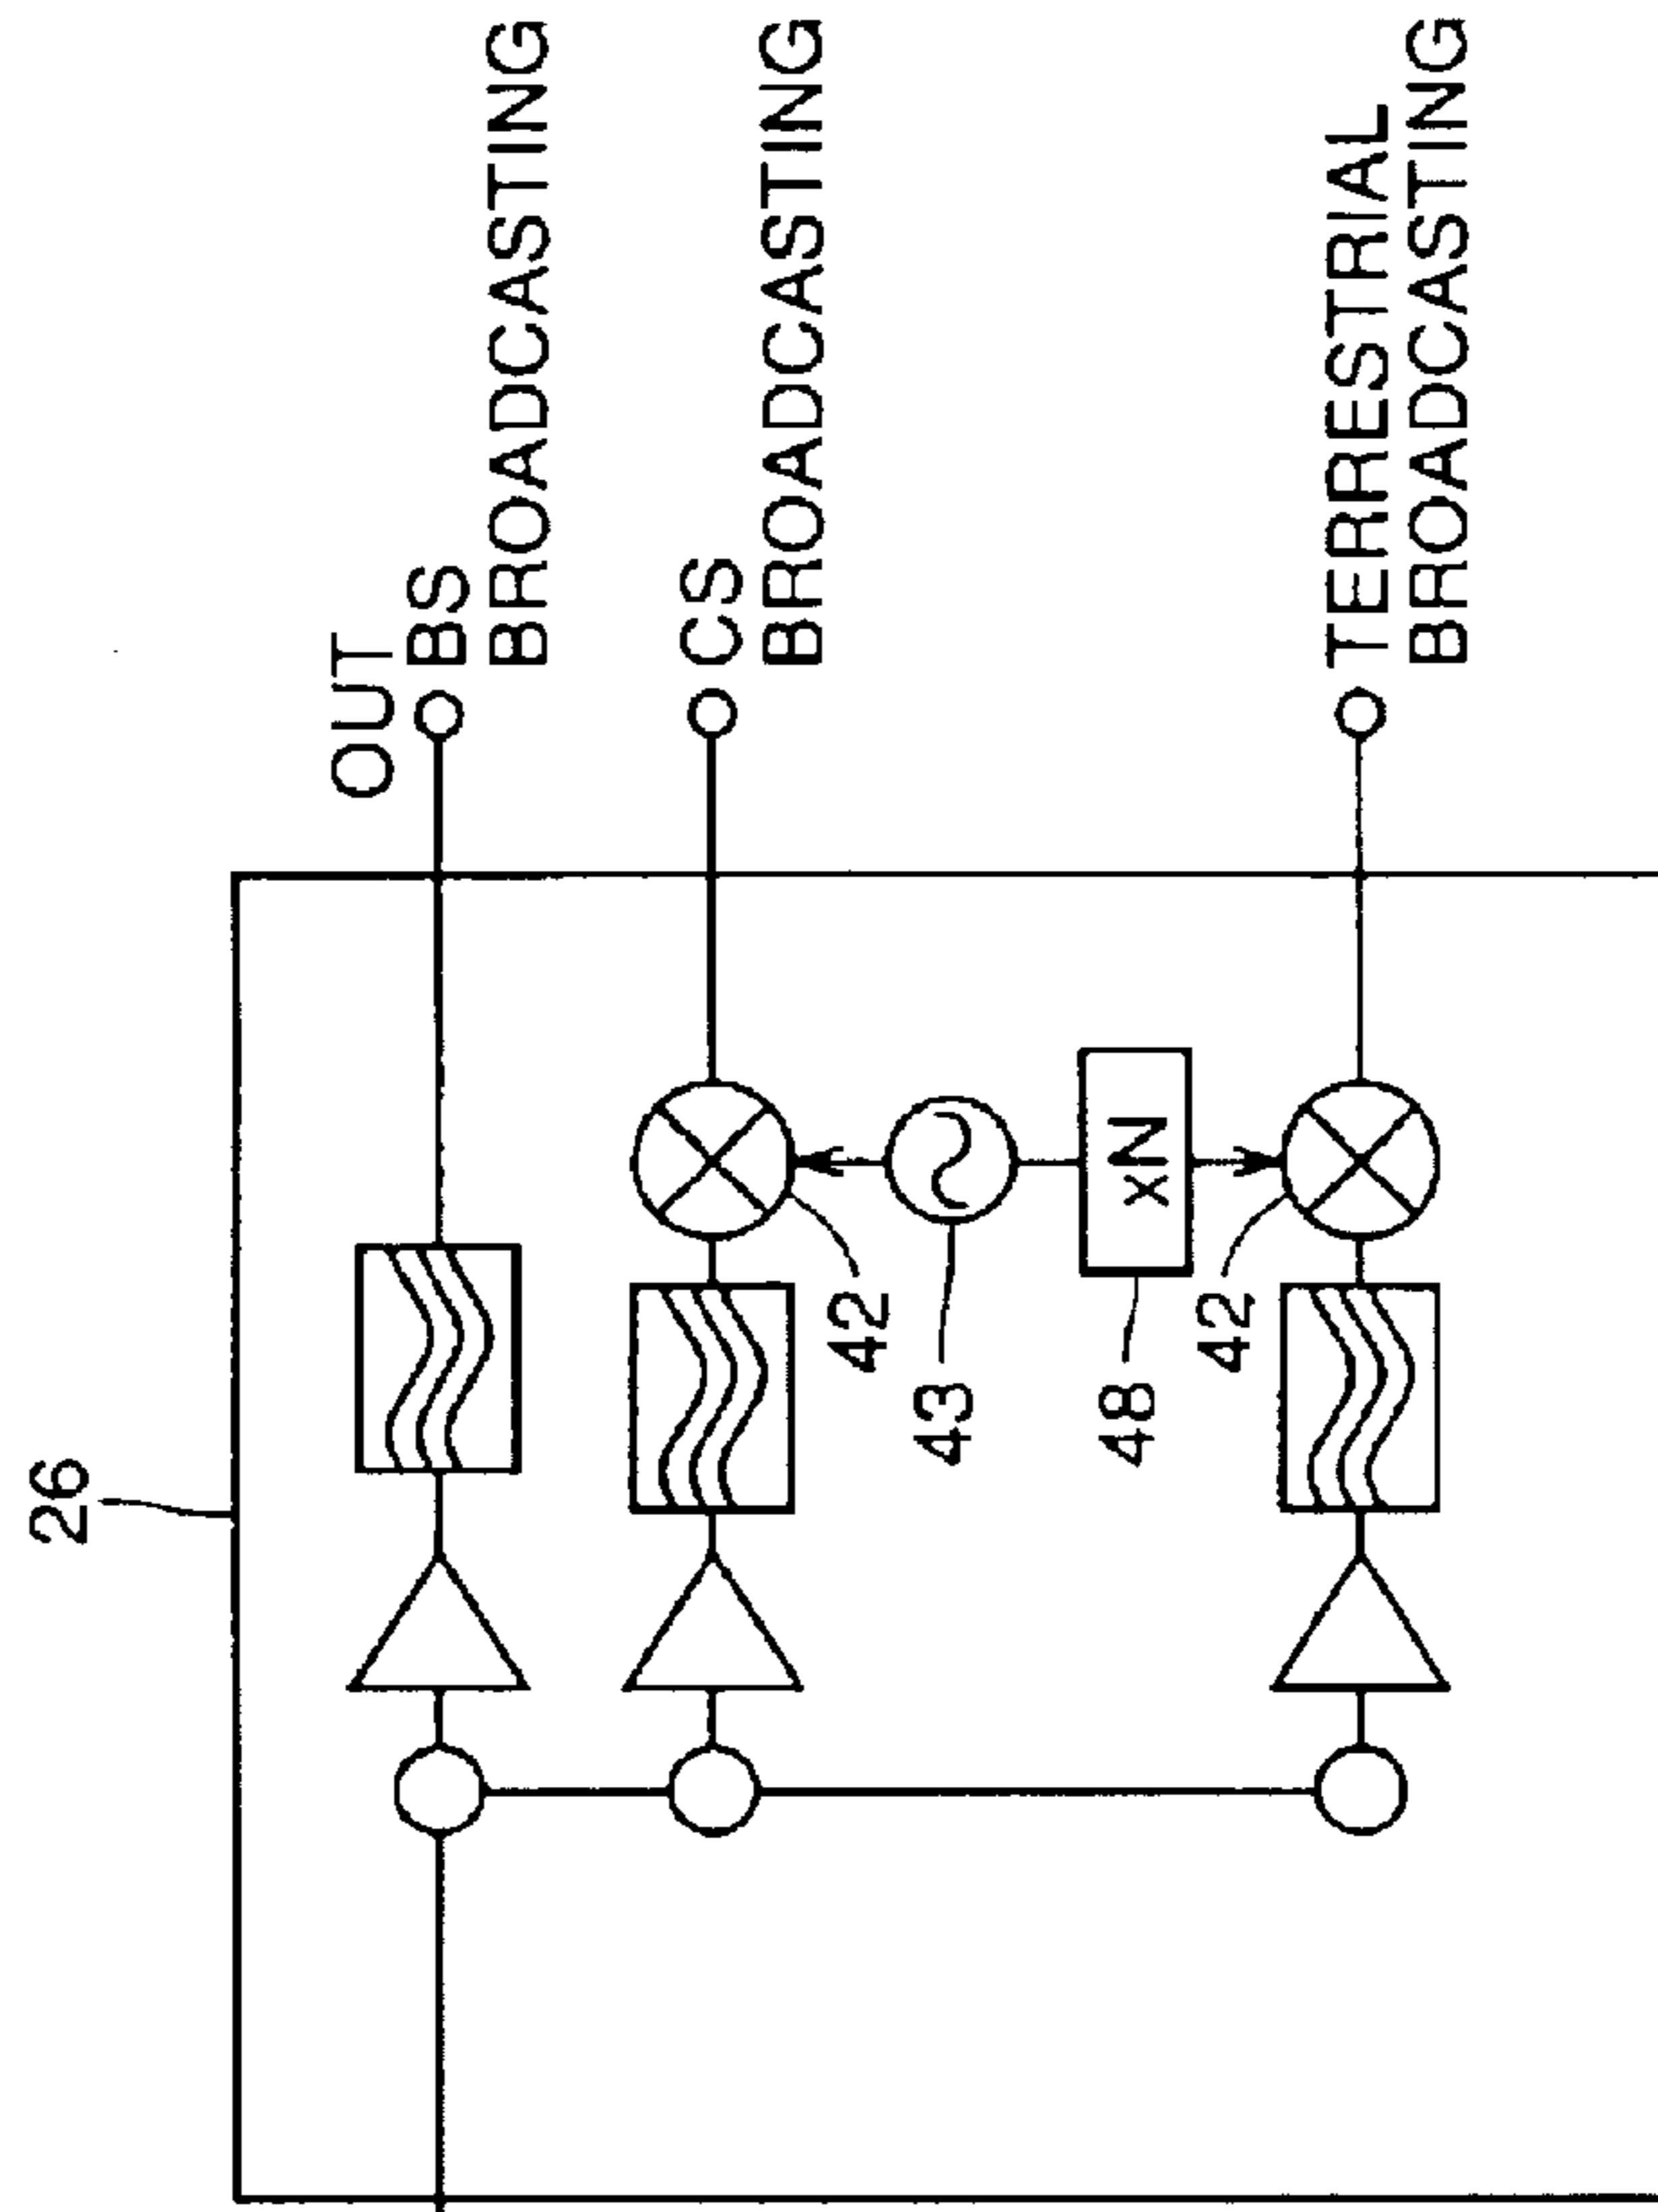 26
OUT
BS
BROADCASTING
CS
BROADCASTING
42
43
xN
48
42
TERRESTRIAL
BROADCASTING